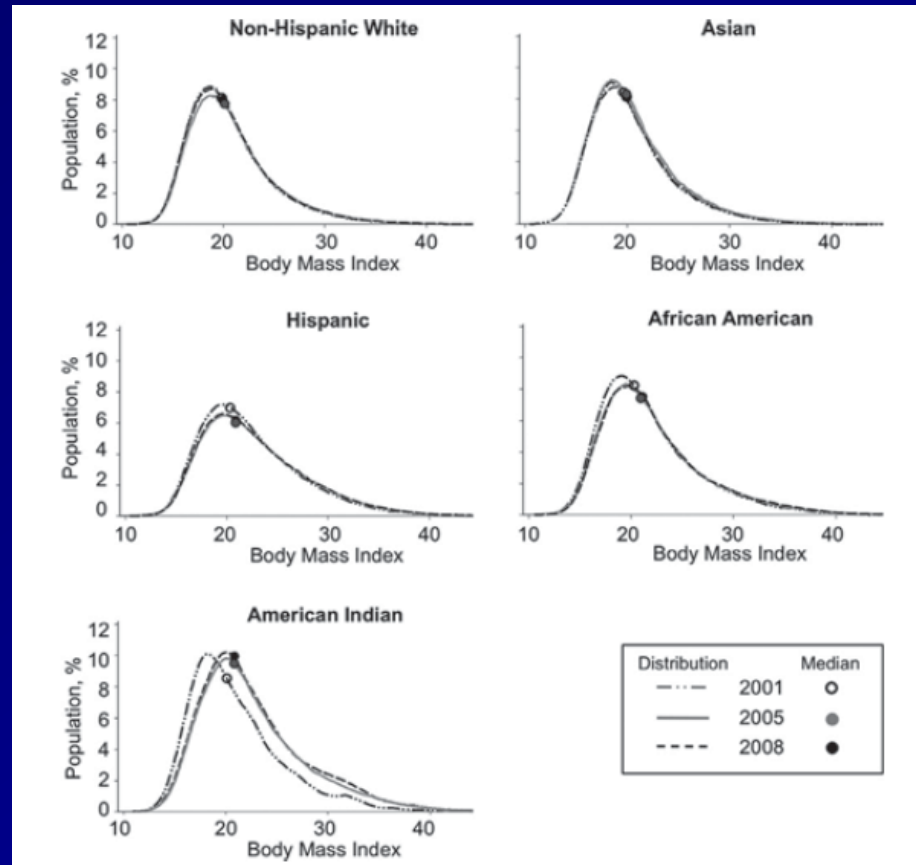 Non-Hispanic White
12
10
8
6
4
2
0
Population, %
10 20 30 40
Body Mass Index
Asian
10 20 30 40
Body Mass Index
Hispanic
12
10
8
6
4
2
0
Population, %
10 20 30 40
Body Mass Index
African American
10 20 30 40
Body Mass Index
American Indian
12
10
8
6
4
2
0
Population, %
10 20 30 40
Body Mass Index
Distribution Median
2001
2005
2008